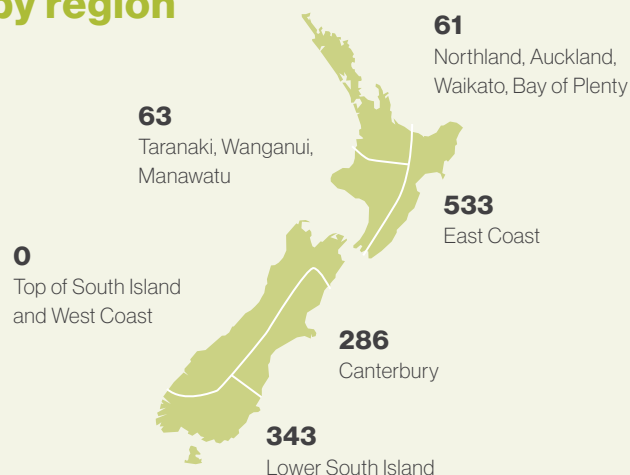 by region
61
Northland, Auckland,
Waikato, Bay of Plenty
63
Taranaki, Wanganui,
Manawatu
533
East Coast
0
Top of South Island
and West Coast
286
Canterbury
343
Lower South Island